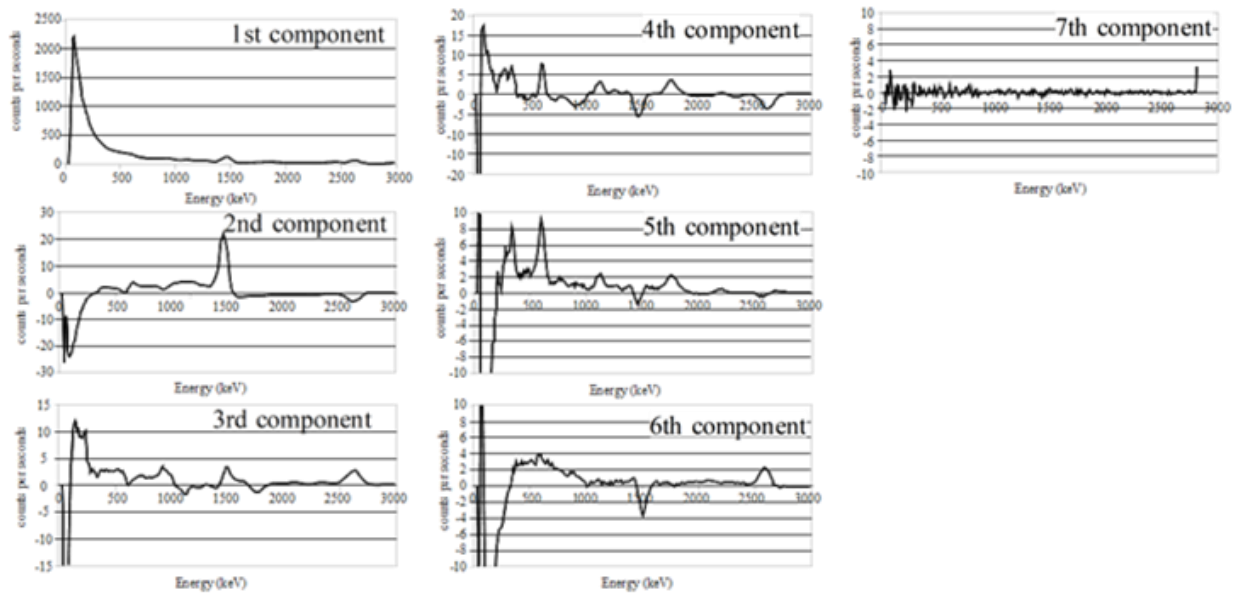 1st component
counts per seconds
2500
2000
1500
1000
500
0
0 500 1000 1500 2000 2500 3000
Energy (keV)
2nd component
counts per seconds
30
20
10
0
-10
-20
-30
0 500 1000 1500 2000 2500 3000
Energy (keV)
3rd component
counts per seconds
15
10
5
0
-5
-10
-15
0 500 1000 1500 2000 2500 3000
Energy (keV)
4th component
counts per seconds
20
15
10
5
0
-5
-10
-15
-20
0 500 1000 1500 2000 2500 3000
Energy (keV)
5th component
counts per seconds
10
8
6
4
2
0
-2
-4
-6
-8
-10
0 500 1000 1500 2000 2500 3000
Energy (keV)
6th component
counts per seconds
10
8
6
4
2
0
-2
-4
-6
-8
-10
0 500 1000 1500 2000 2500 3000
Energy (keV)
7th component
counts per seconds
10
8
6
4
2
0
-2
-4
-6
-8
-10
0 500 1000 1500 2000 2500 3000
Energy (keV)